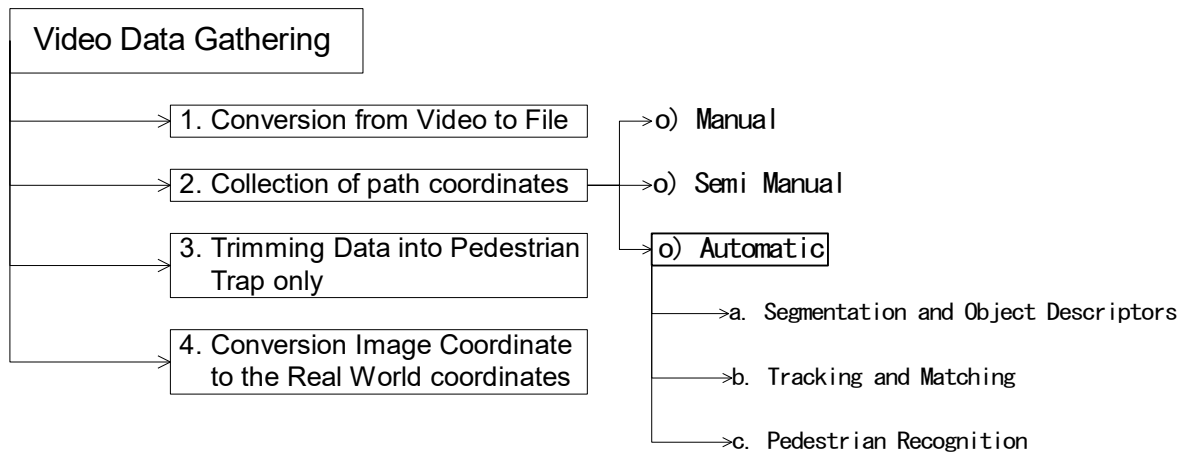 Video Data Gathering
1. Conversion from Video to File
2. Collection of path coordinates
3. Trimming Data into Pedestrian
Trap only
4. Conversion Image Coordinate
to the Real World coordinates
o) Manual
o) Semi Manual
o) Automatic
a. Segmentation and Object Descriptors
b. Tracking and Matching
c. Pedestrian Recognition